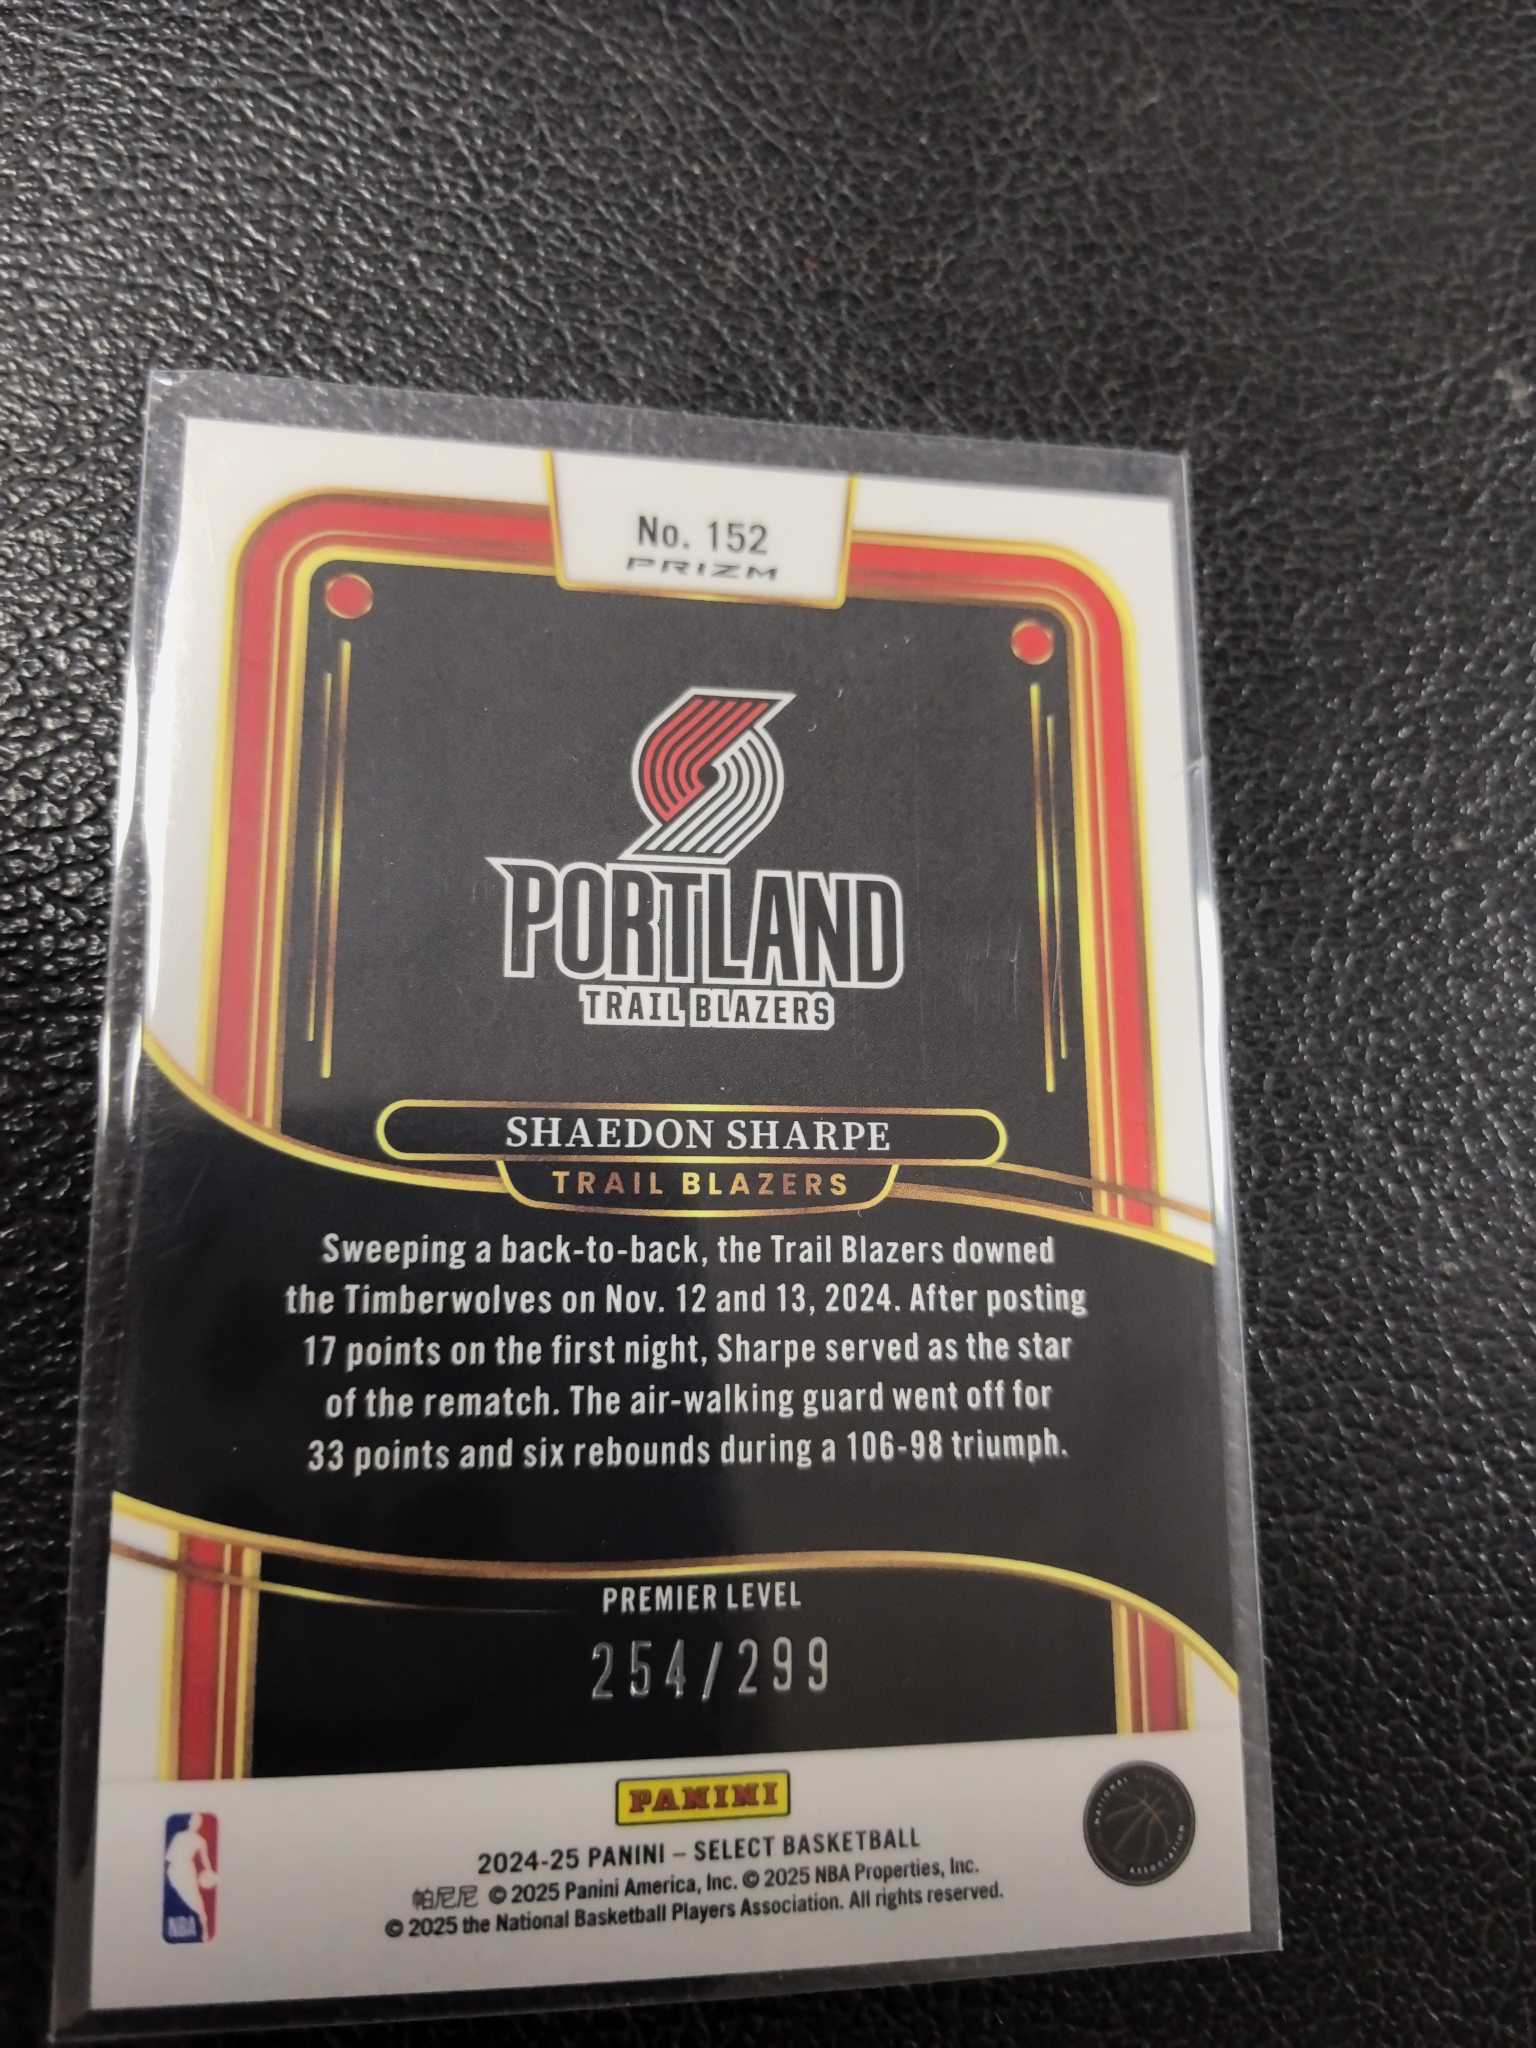 No. 152
PRIZM
PORTLAND
TRAIL BLAZERS
SHAEDON SHARPE
TRAIL BLAZERS
Sweeping a back-to-back, the Trail Blazers downed
the Timberwolves on Nov. 12 and 13, 2024. After posting
17 points on the first night, Sharpe served as the star
of the rematch. The air-walking guard went off for
33 points and six rebounds during a 106-98 triumph.
PREMIER LEVEL
254/299
PANINI
2024-25 PANINI – SELECT BASKETBALL
帕尼尼 © 2025 Panini America, Inc. © 2025 NBA Properties, Inc.
© 2025 the National Basketball Players Association. All rights reserved.
NBA
NATIONAL
ASSOCIATION